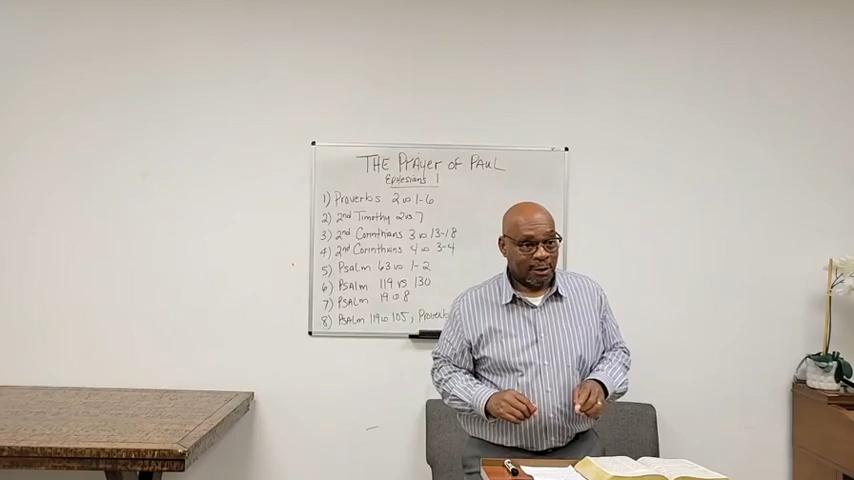 THE PrAyer of PAUL
EpHesians 1
1) Proverbs 2 vs 1-6
2) 2nd Timothy 2 vs 7
3) 2nd Corinthians 3 vs 13-18
4) 2nd Corinthians 4 vs 3-4
5) Psalm 63 vs 1-2
6) Psalm 119 vs 130
7) Psalm 19 vs 8
8) Psalm 119 vs 105, Proverb